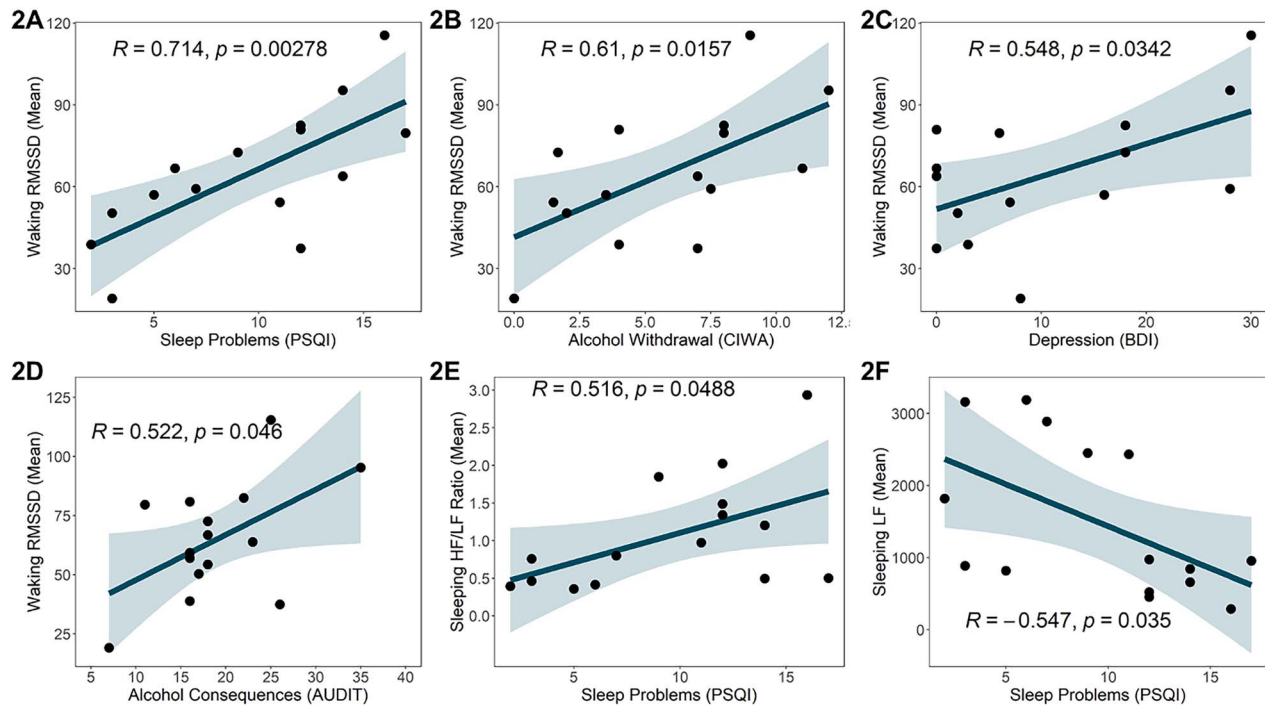 2A
R = 0.714, p = 0.00278
Waking RMSSD (Mean)
120
90
60
30
5
10
15
Sleep Problems (PSQI)
2B
R = 0.61, p = 0.0157
Waking RMSSD (Mean)
120
90
60
30
0.0
2.5
5.0
7.5
10.0
12.
Alcohol Withdrawal (CIWA)
2C
R = 0.548, p = 0.0342
Waking RMSSD (Mean)
120
90
60
30
0
10
20
30
Depression (BDI)
2D
R = 0.522, p = 0.046
Waking RMSSD (Mean)
125
100
75
50
25
5
10
15
20
25
30
35
40
Alcohol Consequences (AUDIT)
2E
R = 0.516, p = 0.0488
Sleeping HF/LF Ratio (Mean)
3.0
2.5
2.0
1.5
1.0
0.5
0.0
5
10
15
Sleep Problems (PSQI)
2F
R = −0.547, p = 0.035
Sleeping LF (Mean)
3000
2000
1000
0
5
10
15
Sleep Problems (PSQI)